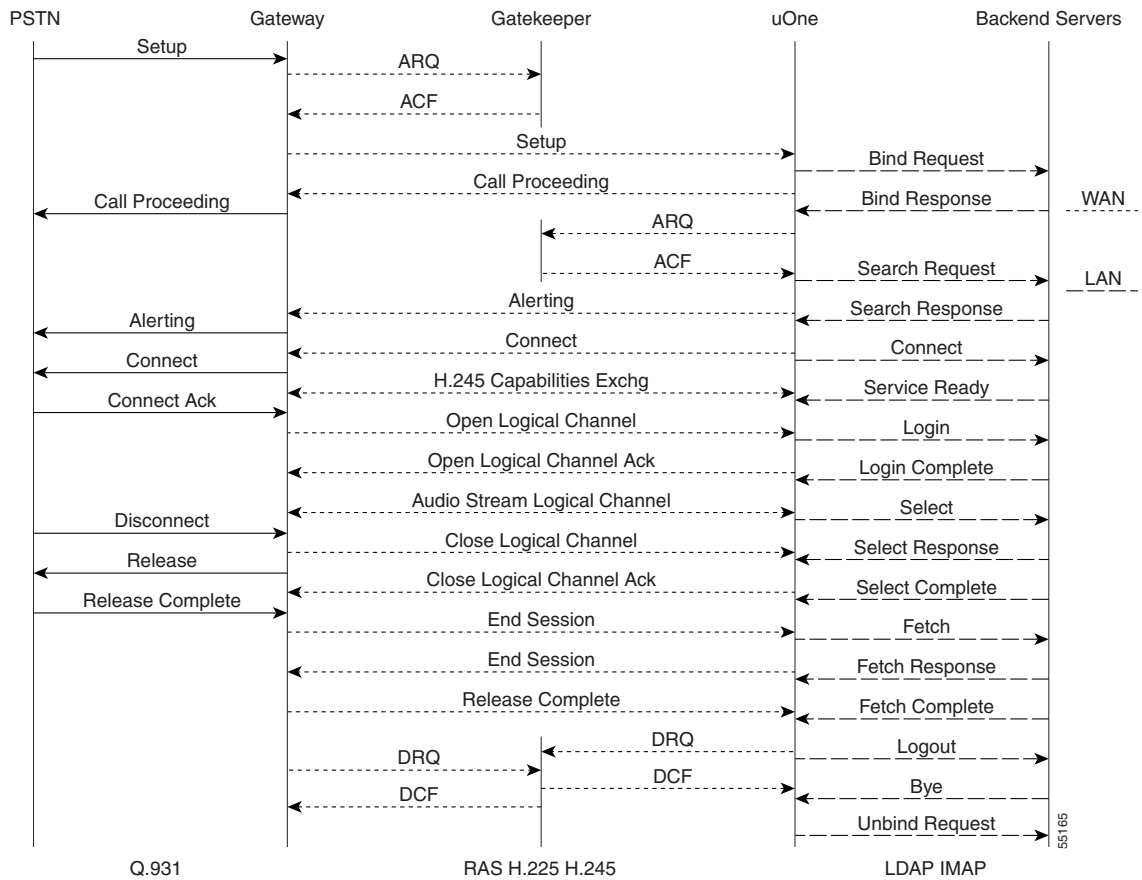 PSTN Gateway Gatekeeper uOne Backend Servers
Setup
ARQ
ACF
Setup
Bind Request
Call Proceeding
Call Proceeding
Bind Response
WAN
ARQ
ACF
Search Request
LAN
Alerting
Search Response
Alerting
Connect
Connect
Connect
H.245 Capabilities Exchg
Service Ready
Connect Ack
Open Logical Channel
Login
Open Logical Channel Ack
Login Complete
Audio Stream Logical Channel
Select
Disconnect
Close Logical Channel
Select Response
Release
Close Logical Channel Ack
Select Complete
Release Complete
End Session
Fetch
End Session
Fetch Response
Release Complete
Fetch Complete
DRQ
Logout
DRQ
DCF
Bye
DCF
Unbind Request
55165
Q.931 RAS H.225 H.245 LDAP IMAP